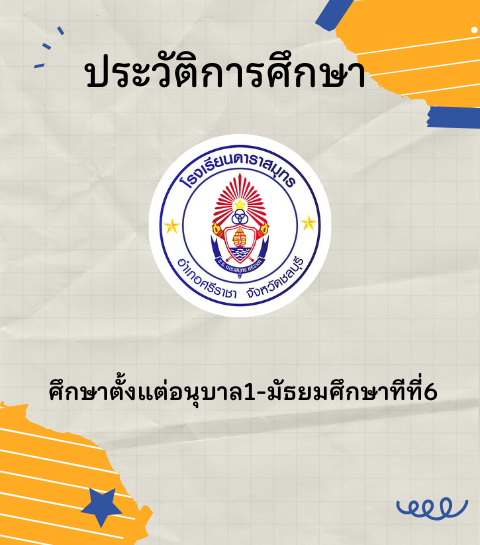 ประวัติการศึกษา
โรงเรียนดาราสมุทร
อำเภอศรีราชา จังหวัดชลบุรี
ศึกษาตั้งแต่อนุบาล1-มัธยมศึกษาทีที่6